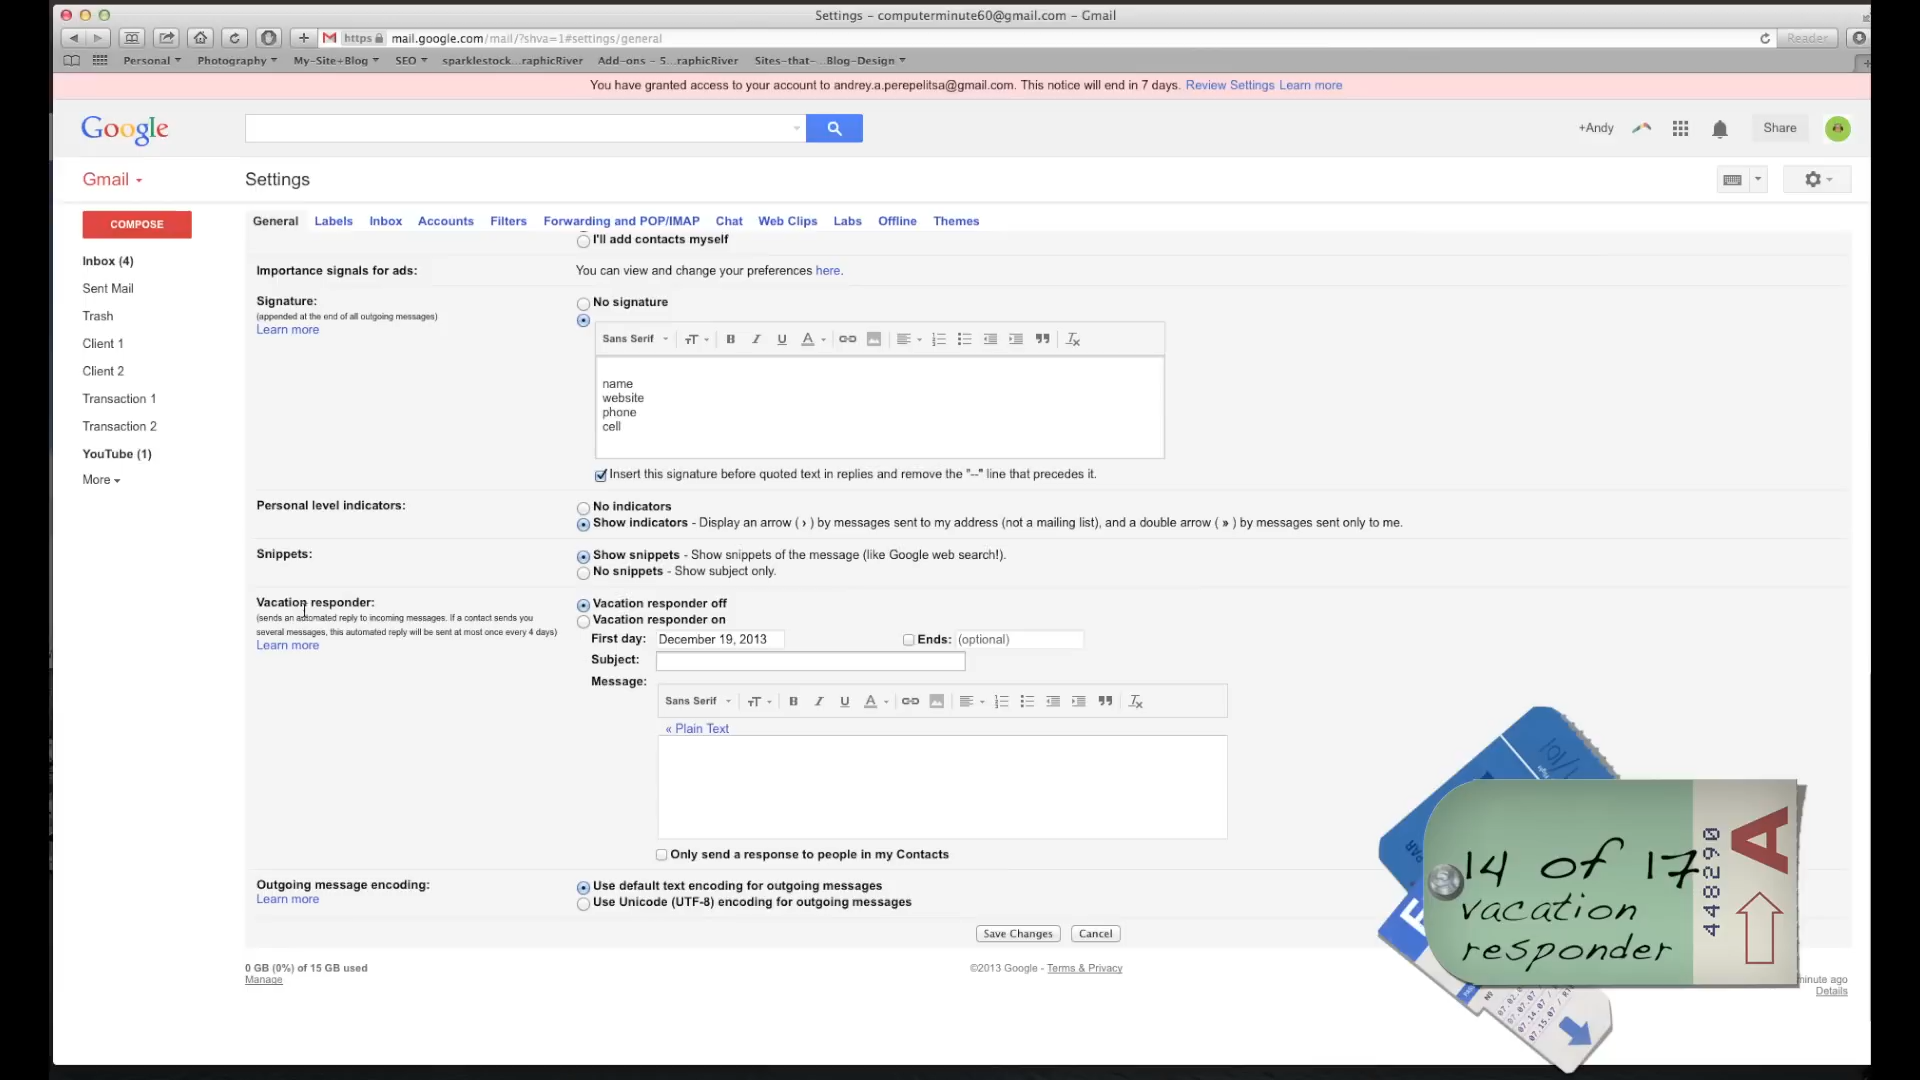 Settings - computerminute60@gmail.com - Gmail
https mail.google.com/mail/?shva=1#settings/general
Reader
Personal Photography My-Site+Blog SEO sparklestock...raphicRiver Add-ons - S...raphicRiver Sites-that-...Blog-Design
You have granted access to your account to andrey.a.perepelitsa@gmail.com. This notice will end in 7 days. Review Settings Learn more
Google
+Andy
Share
Gmail
Settings
COMPOSE
General Labels Inbox Accounts Filters Forwarding and POP/IMAP Chat Web Clips Labs Offline Themes
Inbox (4)
Sent Mail
Trash
Client 1
Client 2
Transaction 1
Transaction 2
YouTube (1)
More
I'll add contacts myself
Importance signals for ads: You can view and change your preferences here.
Signature:
(appended at the end of all outgoing messages)
Learn more
No signature
Sans Serif
name
website
phone
cell
Insert this signature before quoted text in replies and remove the "--" line that precedes it.
Personal level indicators:
No indicators
Show indicators - Display an arrow ( › ) by messages sent to my address (not a mailing list), and a double arrow ( » ) by messages sent only to me.
Snippets:
Show snippets - Show snippets of the message (like Google web search!).
No snippets - Show subject only.
Vacation responder:
(sends an automated reply to incoming messages. If a contact sends you
several messages, this automated reply will be sent at most once every 4 days)
Learn more
Vacation responder off
Vacation responder on
First day: December 19, 2013 Ends: (optional)
Subject:
Message:
Sans Serif
« Plain Text
Only send a response to people in my Contacts
Outgoing message encoding:
Learn more
Use default text encoding for outgoing messages
Use Unicode (UTF-8) encoding for outgoing messages
Save Changes Cancel
0 GB (0%) of 15 GB used
Manage
©2013 Google - Terms & Privacy
minute ago
Details
14 of 17
vacation
responder
448290
A